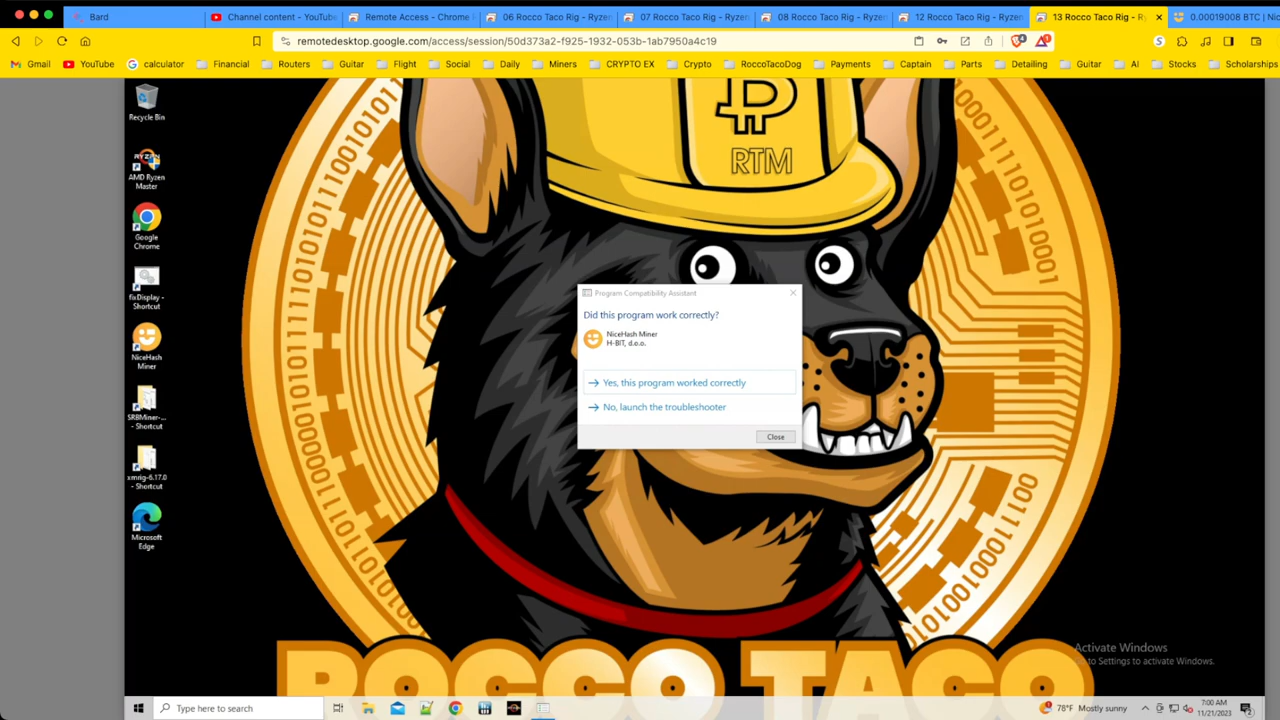 Bard
Channel content - YouTube
Remote Access - Chrome
06 Rocco Taco Rig - Ryzen
07 Rocco Taco Rig - Ryzen
08 Rocco Taco Rig - Ryzen
12 Rocco Taco Rig - Ryzen
13 Rocco Taco Rig - Ry
0.00019008 BTC | Nic
remotedesktop.google.com/access/session/50d373a2-f925-1932-053b-1ab7950a4c19
Gmail
YouTube
calculator
Financial
Routers
Guitar
Flight
Social
Daily
Miners
CRYPTO EX
Crypto
RoccoTacoDog
Payments
Captain
Parts
Detailing
Guitar
AI
Stocks
Scholarships
Recycle Bin
RYZEN
AMD Ryzen
Master
Google
Chrome
fixDisplay -
Shortcut
NiceHash
Miner
SRBMiner-...
- Shortcut
xmrig-6.17.0
- Shortcut
Microsoft
Edge
RTM
Program Compatibility Assistant
Did this program work correctly?
NiceHash Miner
H-BIT, d.o.o.
Yes, this program worked correctly
No, launch the troubleshooter
Close
ROCCO TACO
Activate Windows
Go to Settings to activate Windows.
Type here to search
78°F Mostly sunny
7:00 AM
11/21/2023